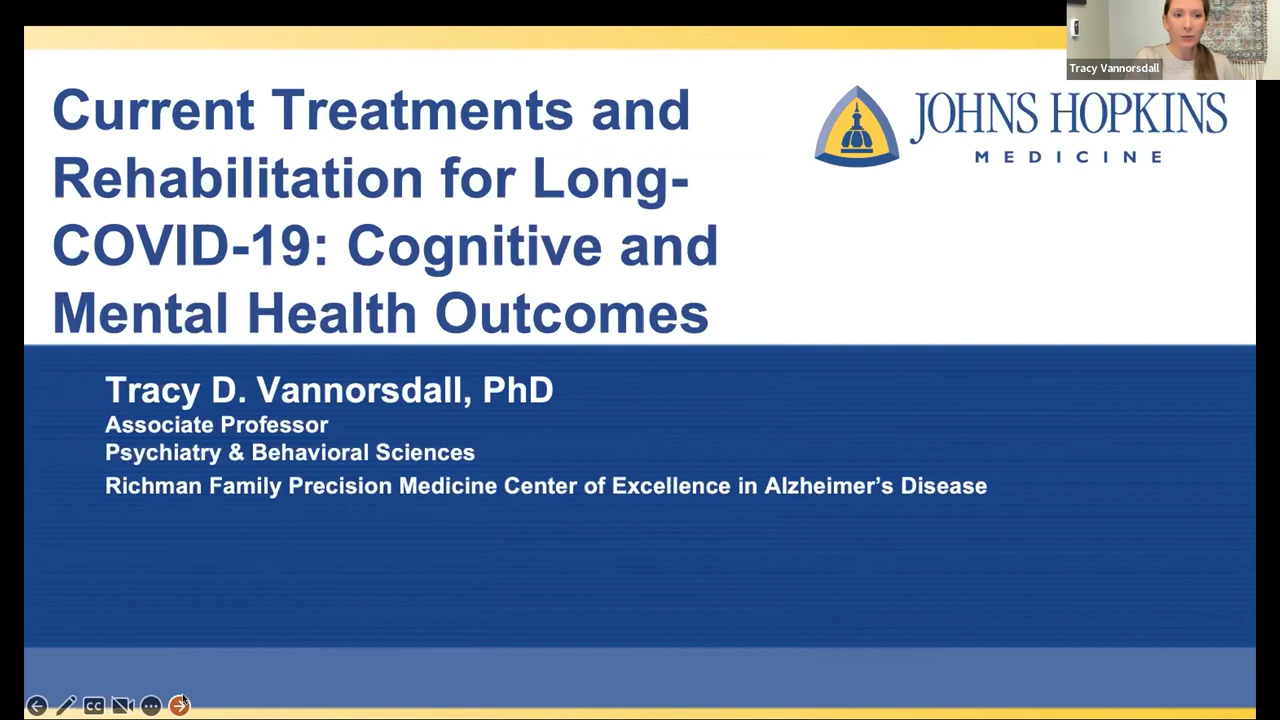 Tracy Vannorsdall
Current Treatments and
Rehabilitation for Long-
COVID-19: Cognitive and
Mental Health Outcomes
JOHNS HOPKINS
MEDICINE
Tracy D. Vannorsdall, PhD
Associate Professor
Psychiatry & Behavioral Sciences
Richman Family Precision Medicine Center of Excellence in Alzheimer’s Disease
CC